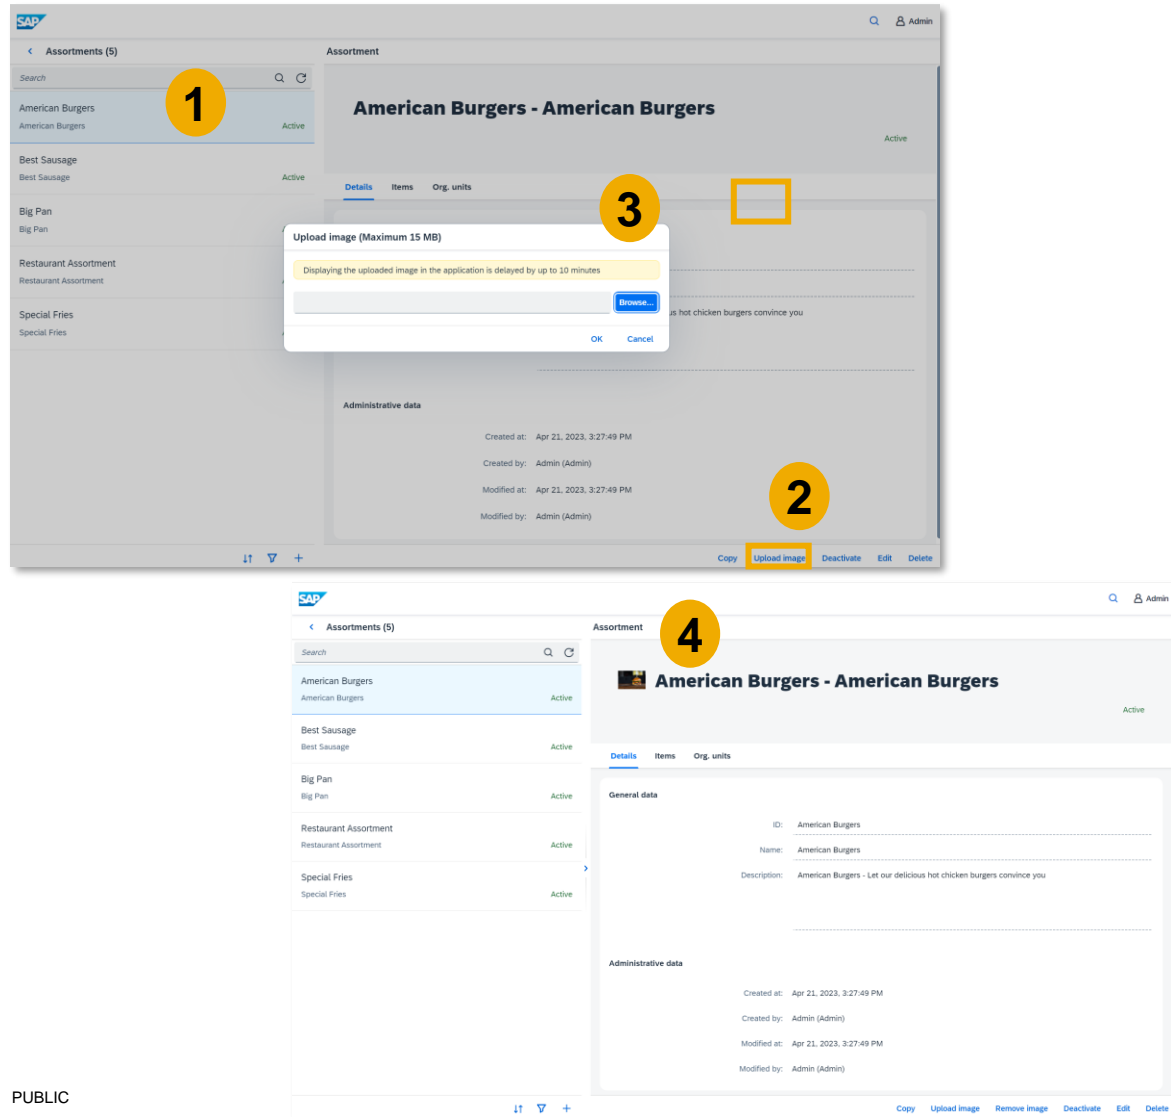 SAP
Admin
Assortments (5)
Assortment
Search
American Burgers
American Burgers
Active
1
American Burgers - American Burgers
Active
Best Sausage
Best Sausage
Active
Details Items Org. units
Big Pan
Big Pan
3
Upload image (Maximum 15 MB)
Displaying the uploaded image in the application is delayed by up to 10 minutes
Browse...
OK Cancel
Restaurant Assortment
Restaurant Assortment
Special Fries
Special Fries
us hot chicken burgers convince you
Administrative data
Created at: Apr 21, 2023, 3:27:49 PM
Created by: Admin (Admin)
Modified at: Apr 21, 2023, 3:27:49 PM
Modified by: Admin (Admin)
2
Copy Upload image Deactivate Edit Delete
SAP
Admin
Assortments (5)
Assortment
4
Search
American Burgers
American Burgers
Active
American Burgers - American Burgers
Active
Best Sausage
Best Sausage
Active
Big Pan
Big Pan
Active
Restaurant Assortment
Restaurant Assortment
Active
Special Fries
Special Fries
Active
Details Items Org. units
General data
ID: American Burgers
Name: American Burgers
Description: American Burgers - Let our delicious hot chicken burgers convince you
Administrative data
Created at: Apr 21, 2023, 3:27:49 PM
Created by: Admin (Admin)
Modified at: Apr 21, 2023, 3:27:49 PM
Modified by: Admin (Admin)
Copy Upload image Remove image Deactivate Edit Delete
PUBLIC